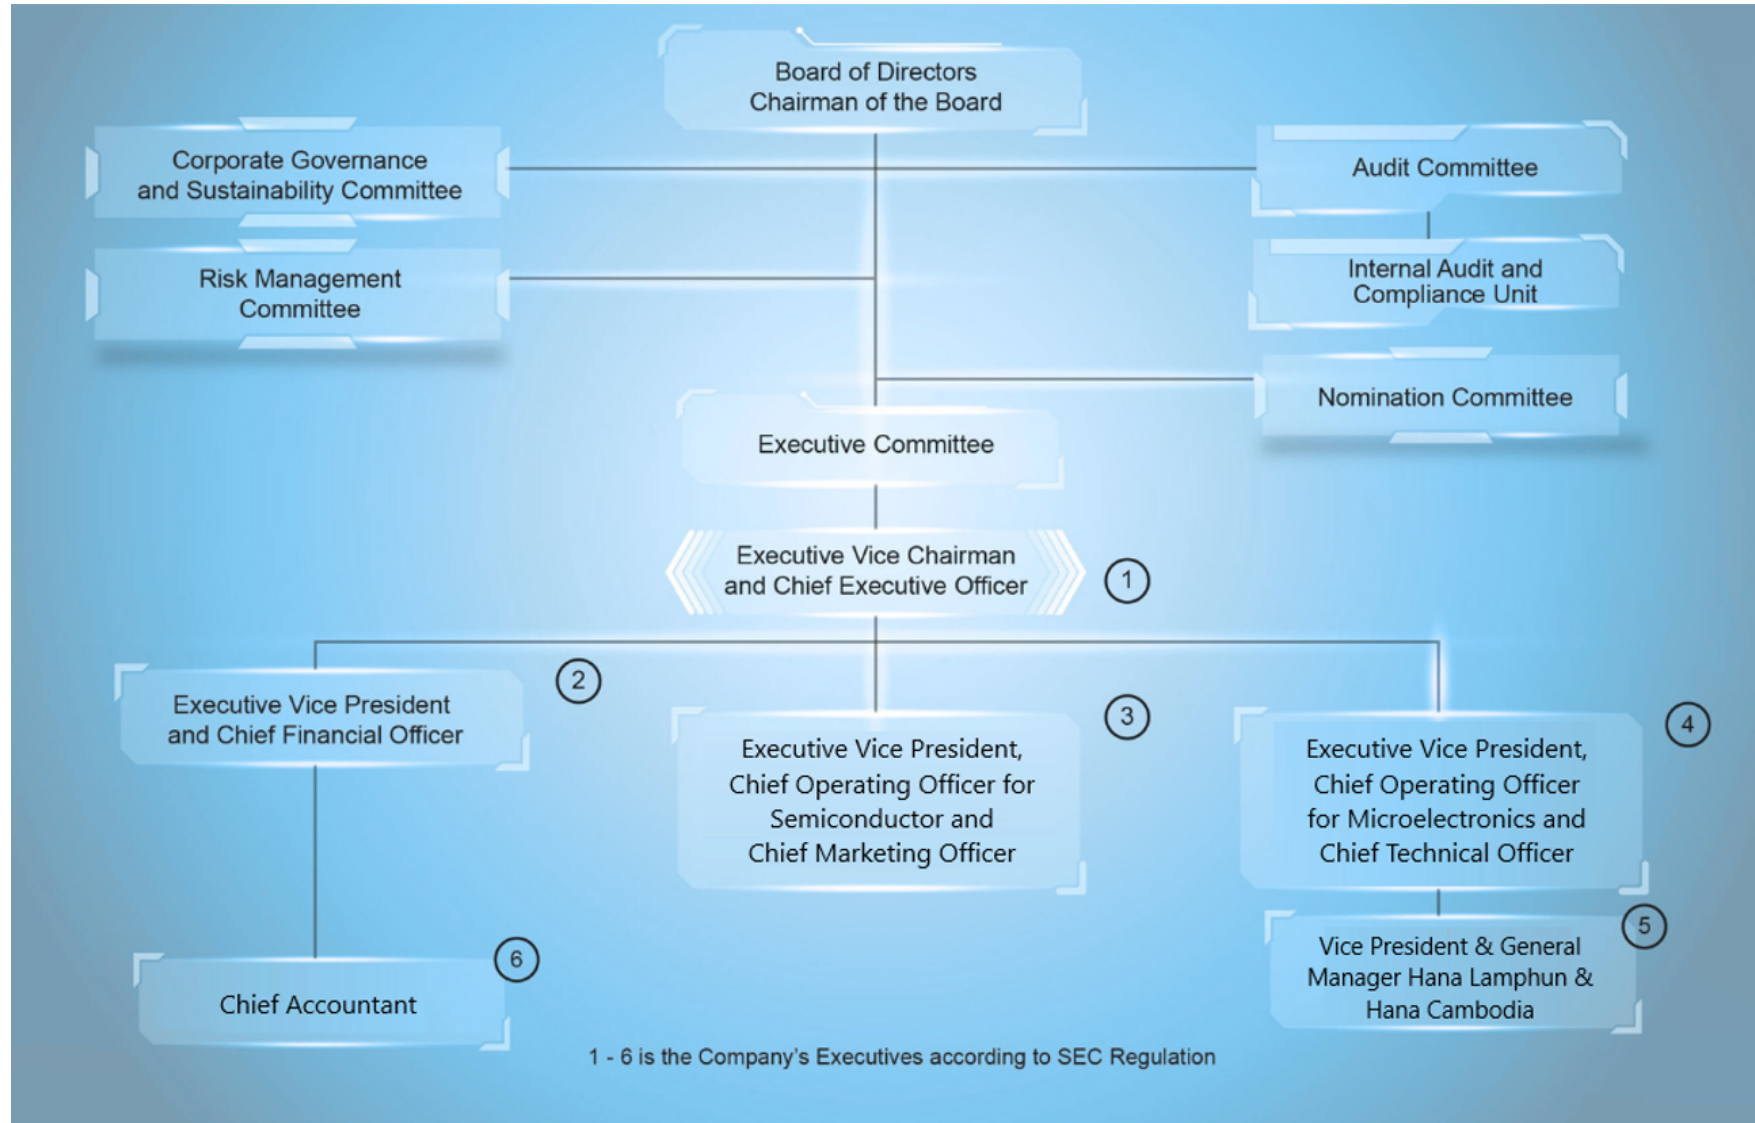 Board of Directors
Chairman of the Board
Corporate Governance
and Sustainability Committee
Audit Committee
Risk Management
Committee
Internal Audit and
Compliance Unit
Nomination Committee
Executive Committee
Executive Vice Chairman
and Chief Executive Officer
1
2
Executive Vice President
and Chief Financial Officer
3
Executive Vice President,
Chief Operating Officer for
Semiconductor and
Chief Marketing Officer
4
Executive Vice President,
Chief Operating Officer
for Microelectronics and
Chief Technical Officer
5
Vice President & General
Manager Hana Lamphun &
Hana Cambodia
6
Chief Accountant
1 - 6 is the Company's Executives according to SEC Regulation